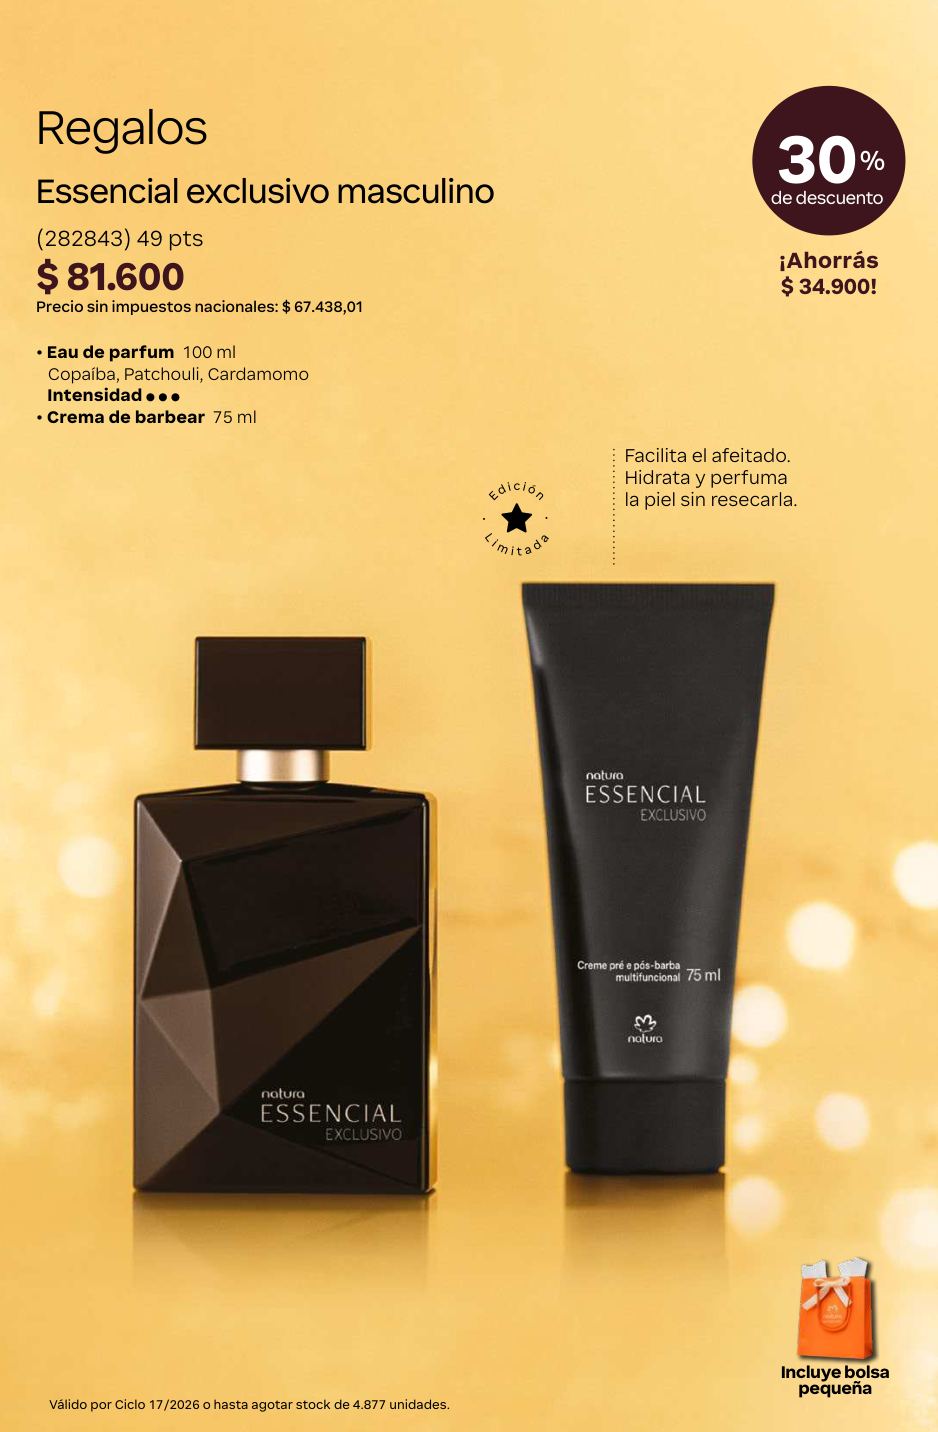 Regalos
Essencial exclusivo masculino
(282843) 49 pts
$ 81.600
Precio sin impuestos nacionales: $ 67.438,01
• Eau de parfum 100 ml
Copaíba, Patchouli, Cardamomo
Intensidad ●●●
• Crema de barbear 75 ml
30%
de descuento
¡Ahorrás
$ 34.900!
Facilita el afeitado.
Hidrata y perfuma
la piel sin resecarla.
Edición
Limitada
natura
ESSENCIAL
EXCLUSIVO
Creme pré e pós-barba
multifuncional 75 ml
natura
natura
ESSENCIAL
EXCLUSIVO
natura
Incluye bolsa
pequeña
Válido por Ciclo 17/2026 o hasta agotar stock de 4.877 unidades.